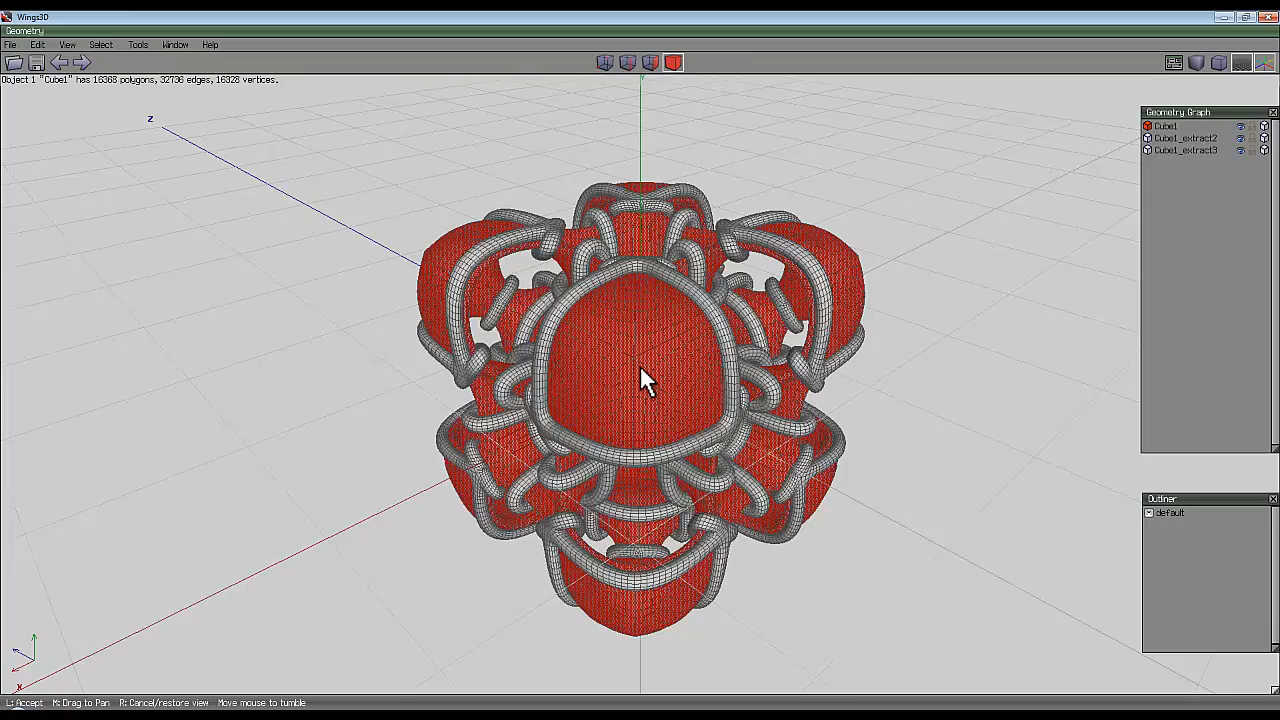 Wings3D
Geometry
File Edit View Select Tools Window Help
Object 1 "Cube1" has 16368 polygons, 32736 edges, 16328 vertices.
Geometry Graph
Cube1
Cube1_extract2
Cube1_extract3
Z
Y
Outliner
default
X
L:Accept M:Drag to Pan R:Cancel/restore view Move mouse to tumble